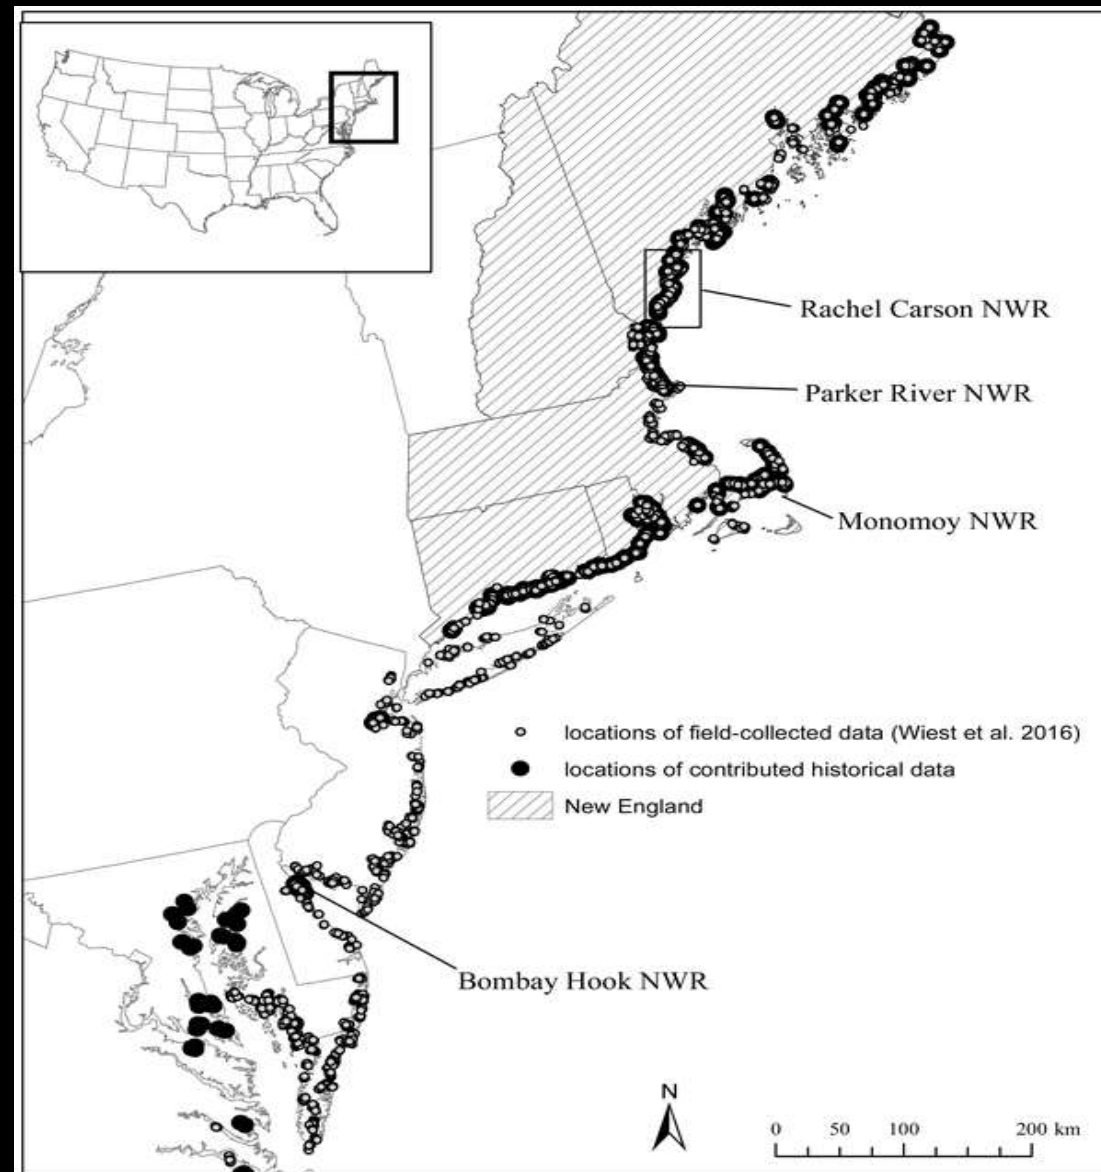 Rachel Carson NWR
Parker River NWR
Monomoy NWR
locations of field-collected data (Wiest et al. 2016)
locations of contributed historical data
New England
Bombay Hook NWR
N
0 50 100 200 km